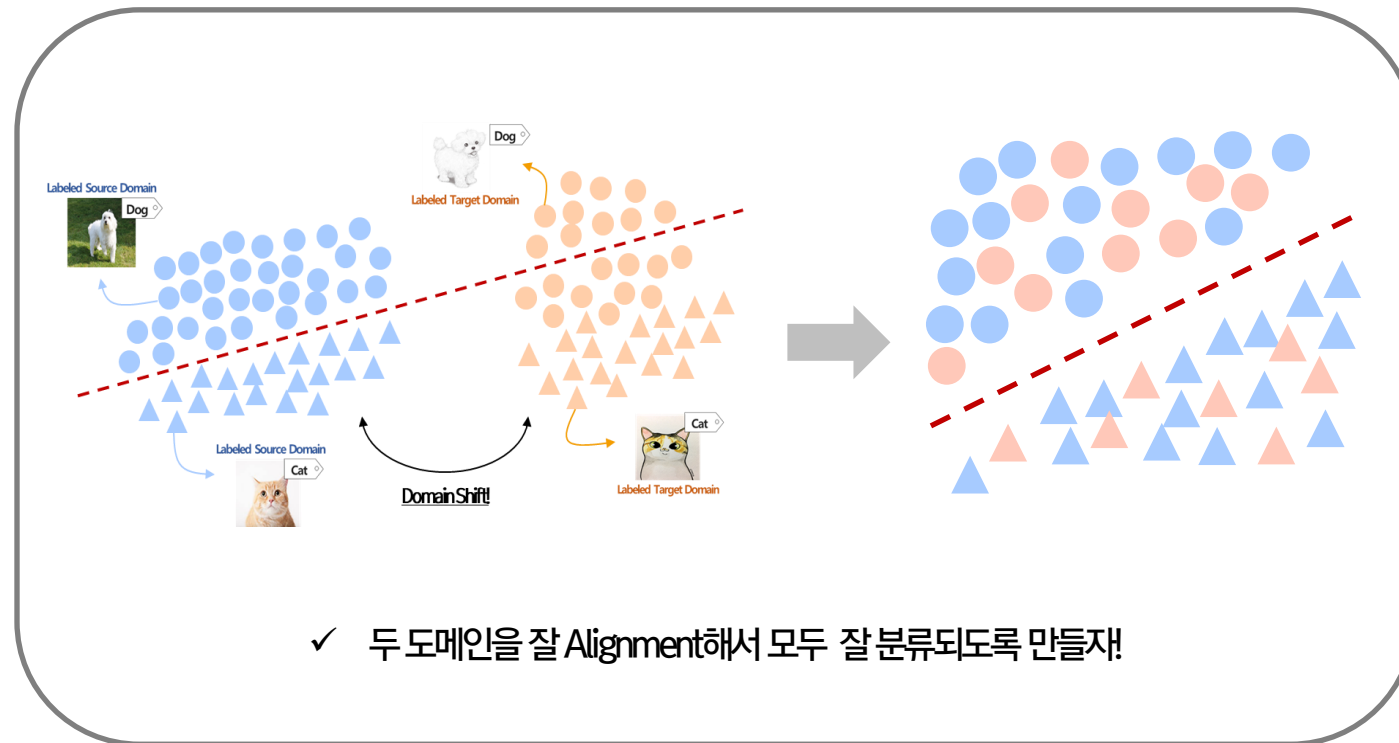 Dog
Labeled Target Domain
Labeled Source Domain
Dog
Labeled Source Domain
Cat
Domain Shift!
Cat
Labeled Target Domain
✓ 두 도메인을 잘 Alignment해서 모두 잘 분류되도록 만들자!